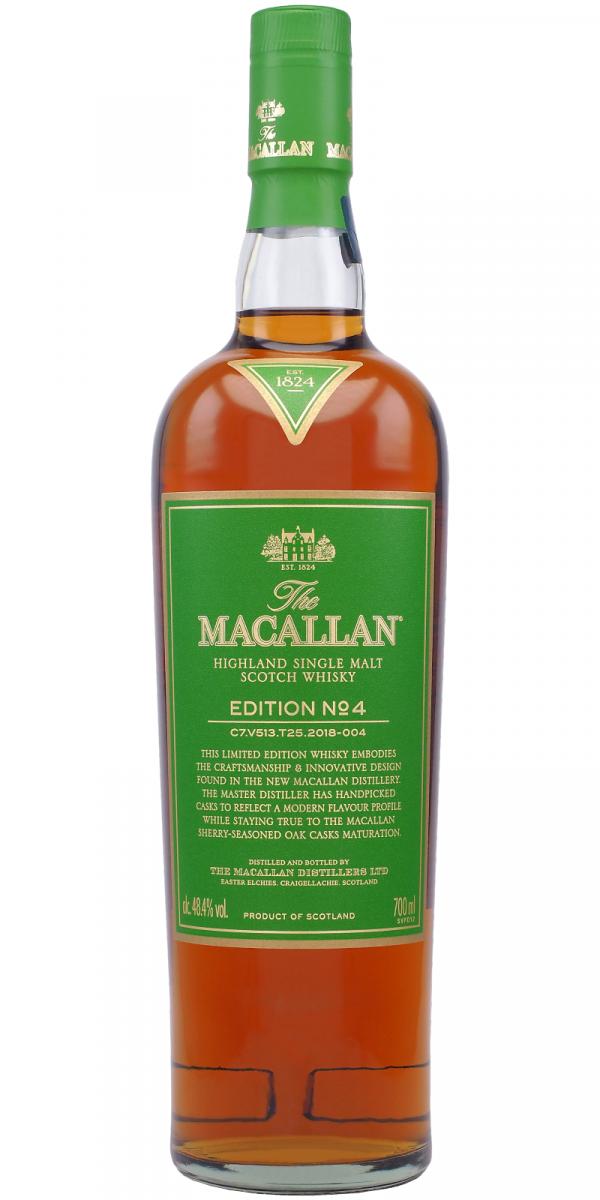 The
MACALLAN
EST.
1824
EST. 1824
The
MACALLAN®
HIGHLAND SINGLE MALT
SCOTCH WHISKY
EDITION Nº4
C7.V513.T25.2018-004
THIS LIMITED EDITION WHISKY EMBODIES
THE CRAFTSMANSHIP & INNOVATIVE DESIGN
FOUND IN THE NEW MACALLAN DISTILLERY.
THE MASTER DISTILLER HAS HANDPICKED
CASKS TO REFLECT A MODERN FLAVOUR PROFILE
WHILE STAYING TRUE TO THE MACALLAN
SHERRY-SEASONED OAK CASKS MATURATION.
DISTILLED AND BOTTLED BY
THE MACALLAN DISTILLERS LTD
EASTER ELCHIES, CRAIGELLACHIE, SCOTLAND
alc. 48.4% vol. PRODUCT OF SCOTLAND 700 ml